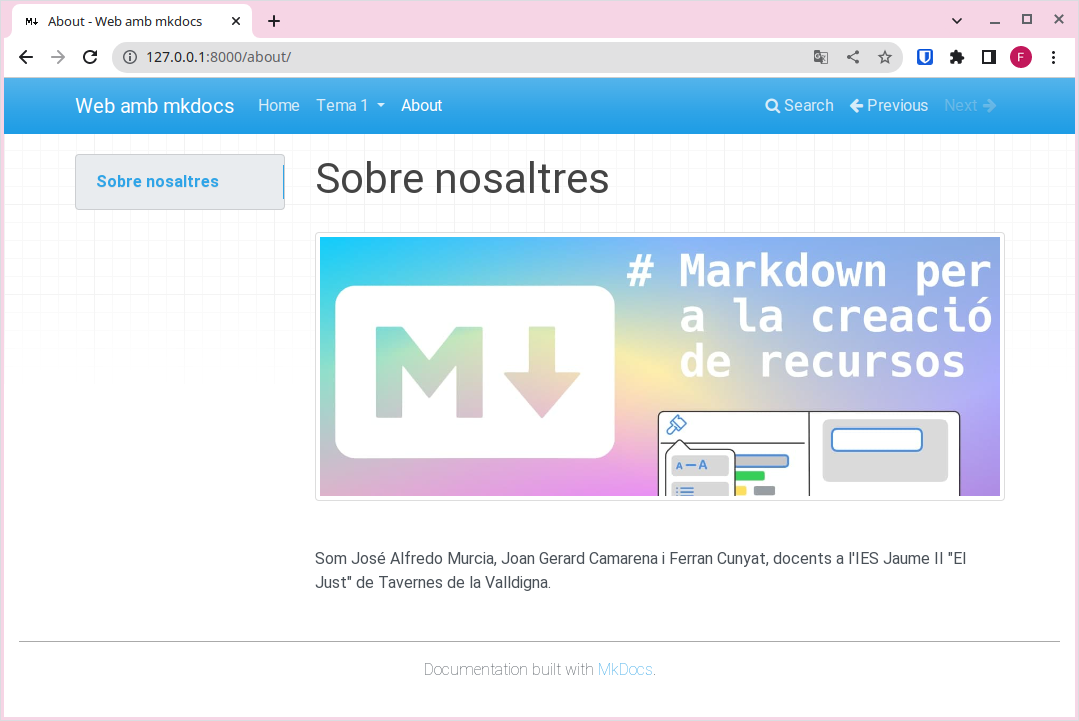 About - Web amb mkdocs
127.0.0.1:8000/about/
F
Web amb mkdocs Home Tema 1 About Search Previous Next
Sobre nosaltres
Sobre nosaltres
# Markdown per
a la creació
de recursos
M
A — A
Som José Alfredo Murcia, Joan Gerard Camarena i Ferran Cunyat, docents a l'IES Jaume II "El
Just" de Tavernes de la Valldigna.
Documentation built with MkDocs.